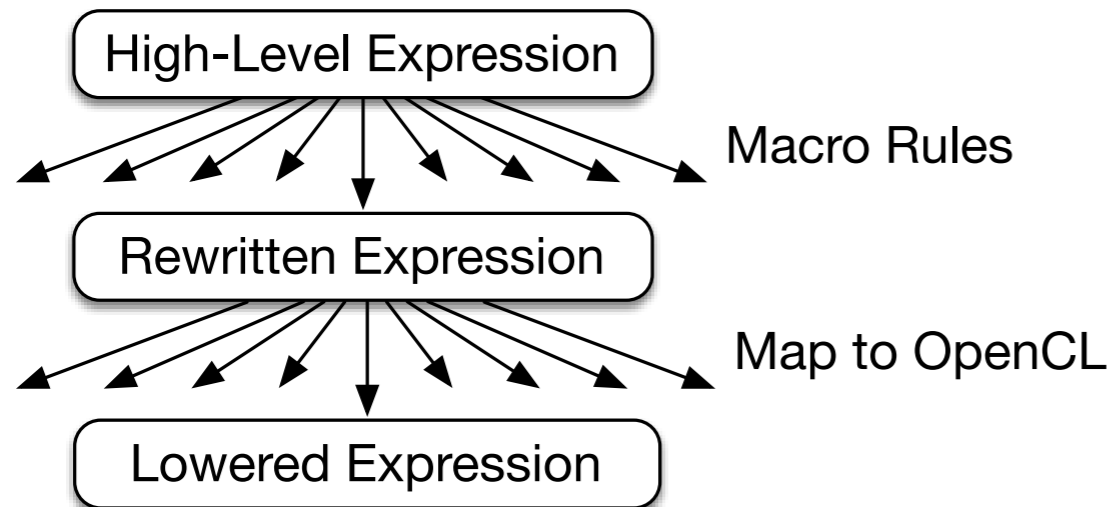 High-Level Expression
Macro Rules
Rewritten Expression
Map to OpenCL
Lowered Expression